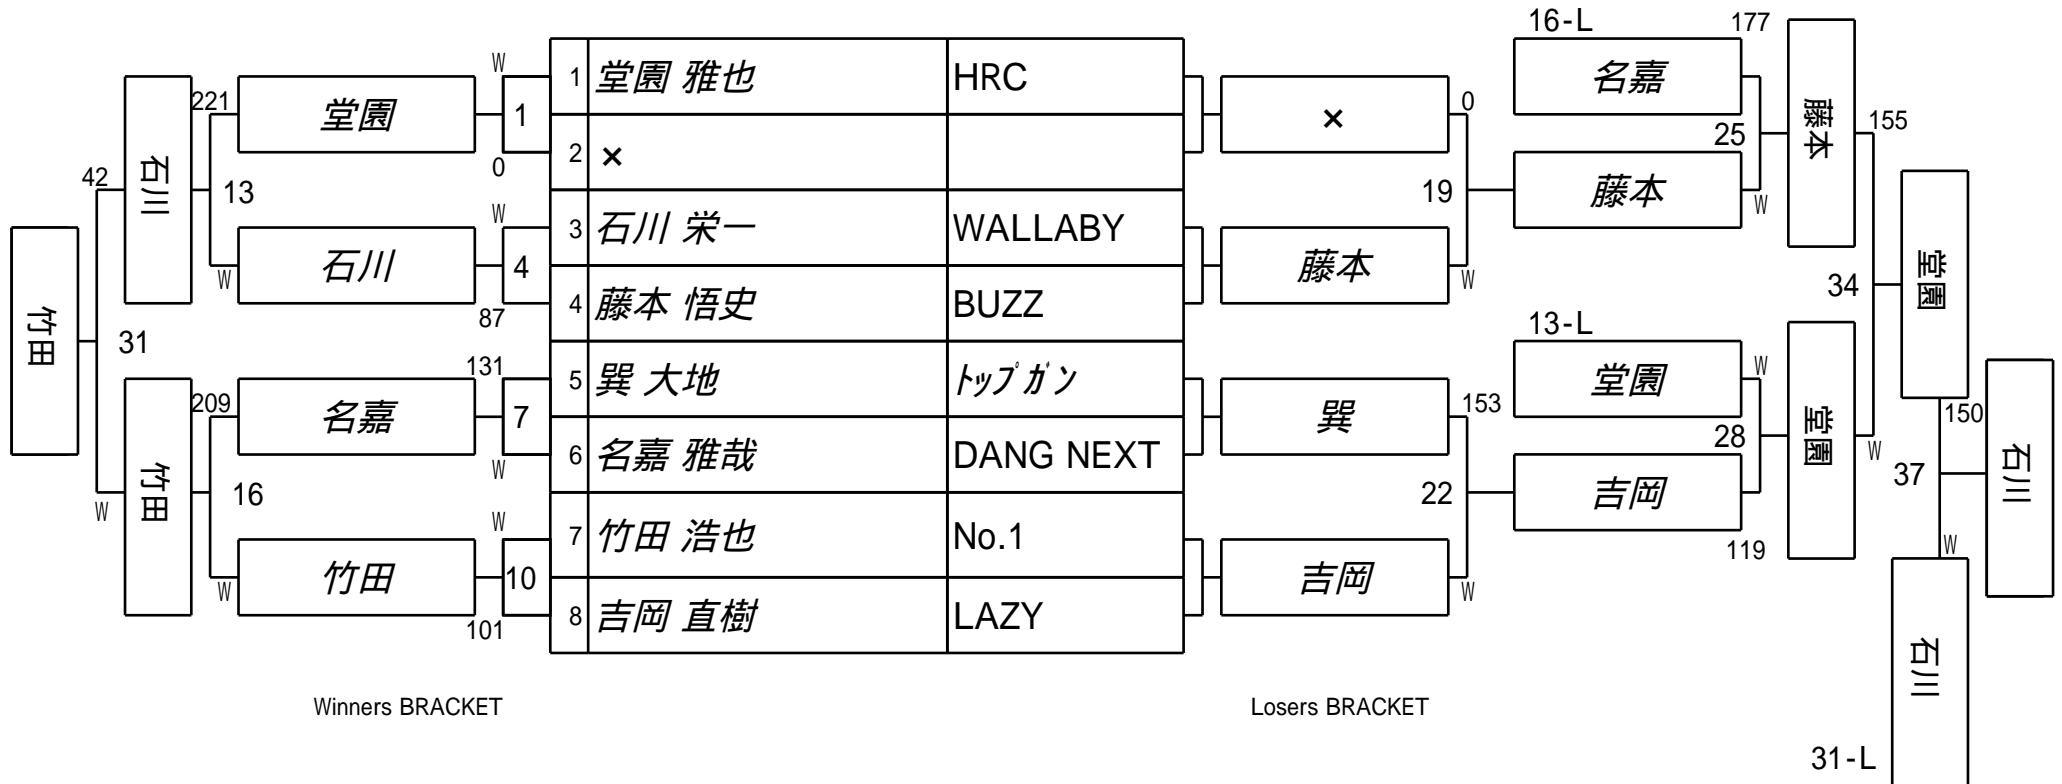 16-L
177
W
1
堂園 雅也
HRC
名嘉
221
堂園
1
×
0
藤本
155
石川
0
2
×
25
42
13
W
3
石川 栄一
WALLABY
19
藤本
W
石川
4
藤本
堂園
W
W
34
87
4
藤本 悟史
BUZZ
13-L
竹田
31
131
5
巽 大地
トップガン
堂園
W
209
名嘉
7
巽
153
堂園
150
28
W
石川
W
6
名嘉 雅哉
DANG NEXT
竹田
16
22
吉岡
37
W
W
7
竹田 浩也
No.1
119
W
竹田
10
吉岡
W
W
101
8
吉岡 直樹
LAZY
石川
Winners BRACKET
Losers BRACKET
31-L